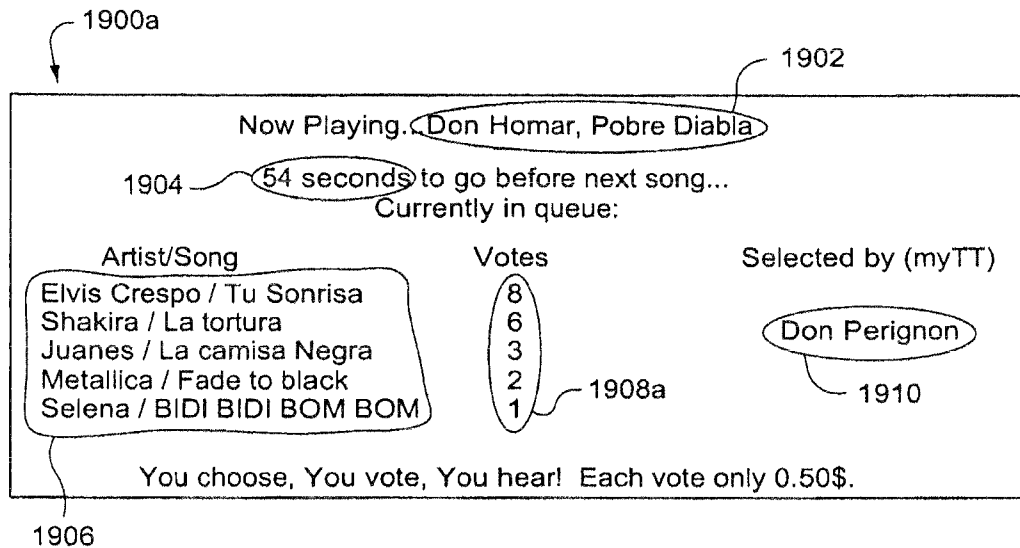 1900a
1902
Now Playing...Don Homar, Pobre Diabla
1904
54 seconds to go before next song...
Currently in queue:
Artist/Song Votes Selected by (myTT)
Elvis Crespo / Tu Sonrisa 8
Shakira / La tortura 6 Don Perignon
Juanes / La camisa Negra 3
Metallica / Fade to black 2
1908a 1910
Selena / BIDI BIDI BOM BOM 1
You choose, You vote, You hear! Each vote only 0.50$.
1906